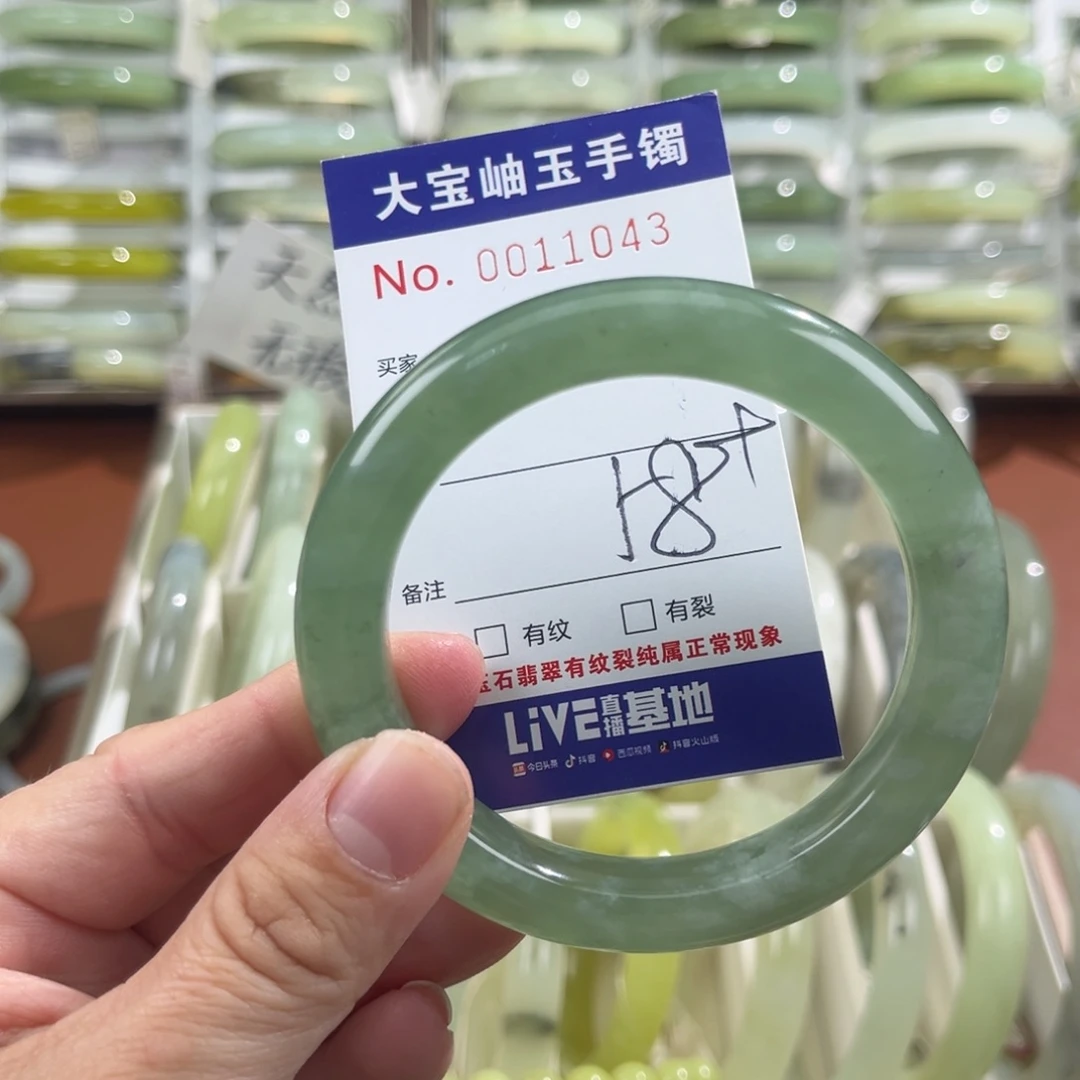 大宝岫玉手镯
No. 0011043
买家
备注
有纹 有裂
玉石翡翠有纹裂纯属正常现象
LiVE直播基地
今日头条 抖音 西瓜视频 抖音火山版